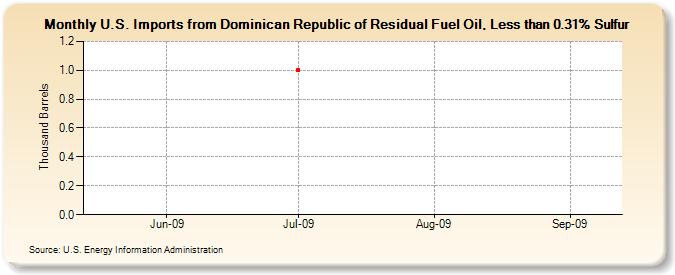 Monthly U.S. Imports from Dominican Republic of Residual Fuel Oil, Less than 0.31% Sulfur
Thousand Barrels
1.2
1.0
0.8
0.6
0.4
0.2
0.0
Jun-09 Jul-09 Aug-09 Sep-09
Source: U.S. Energy Information Administration